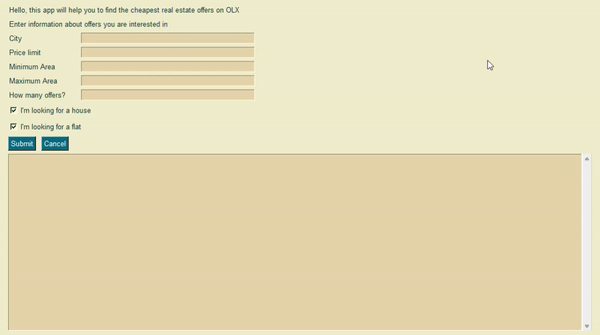 Hello, this app will help you to find the cheapest real estate offers on OLX
Enter information about offers you are interested in
City
Price limit
Minimum Area
Maximum Area
How many offers?
I'm looking for a house
I'm looking for a flat
Submit Cancel